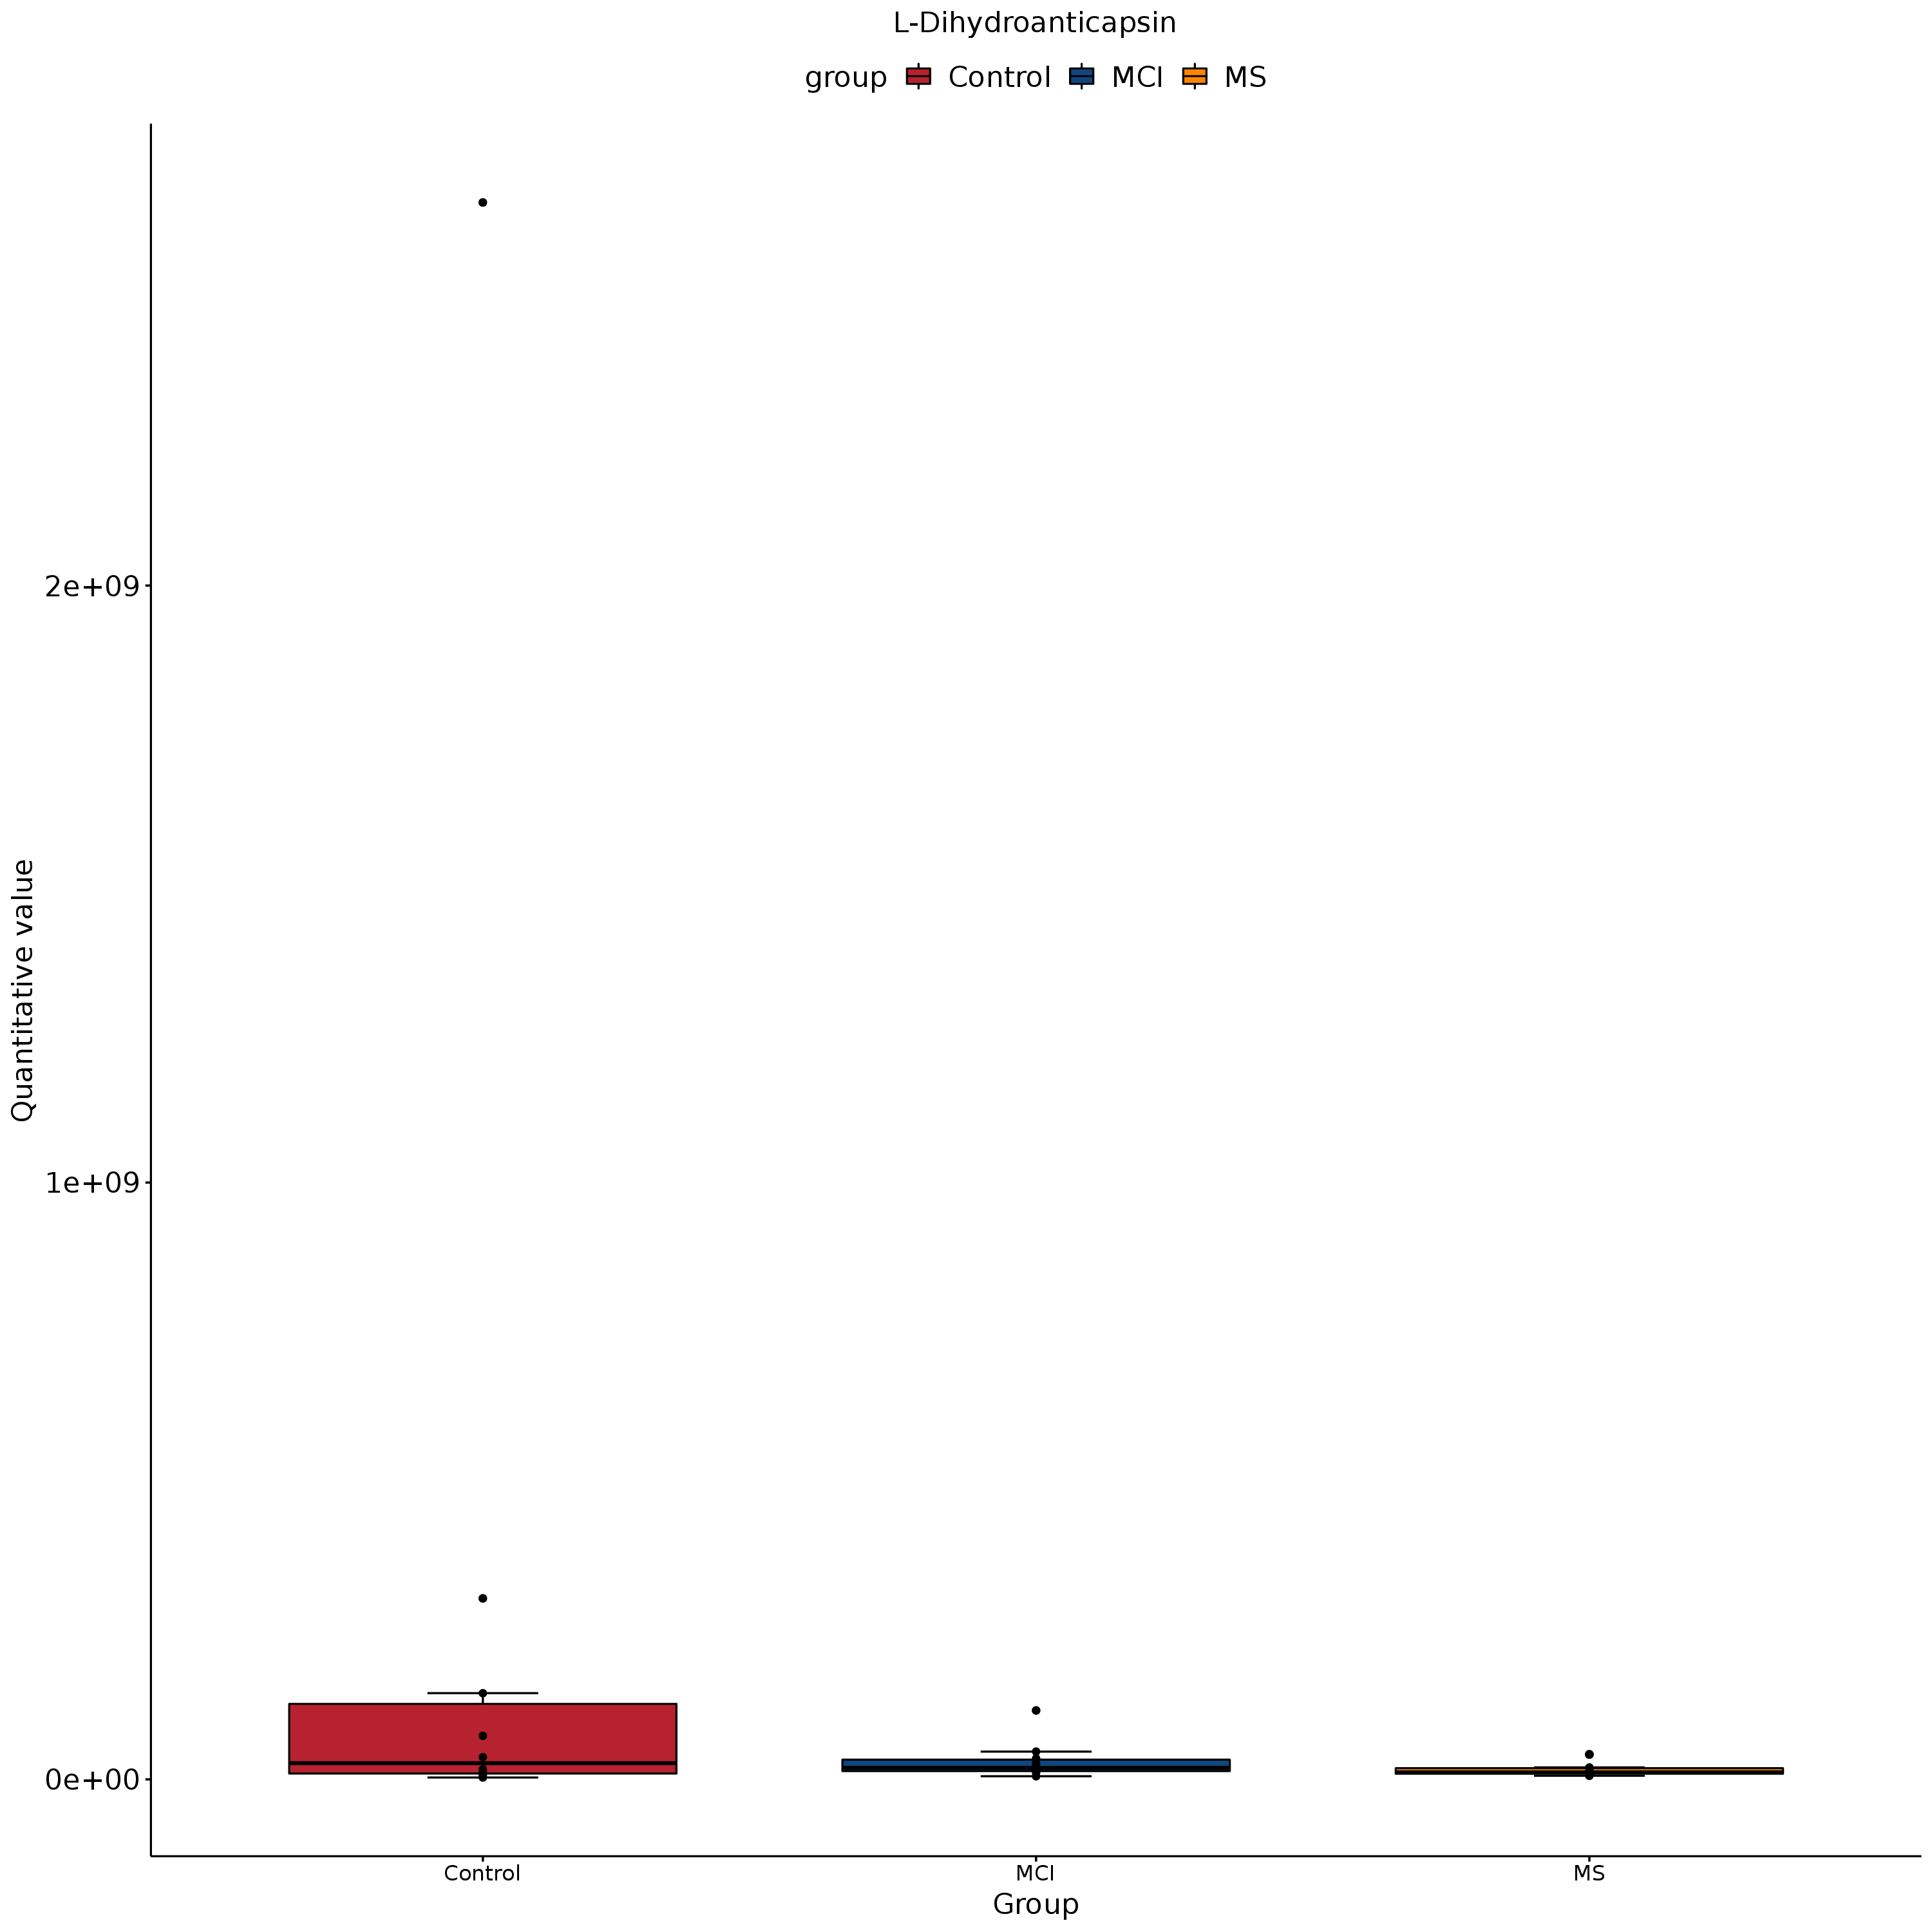 L-Dihydroanticapsin
group Control MCI MS
Quantitative value
2e+09
1e+09
0e+00
Control MCI MS
Group